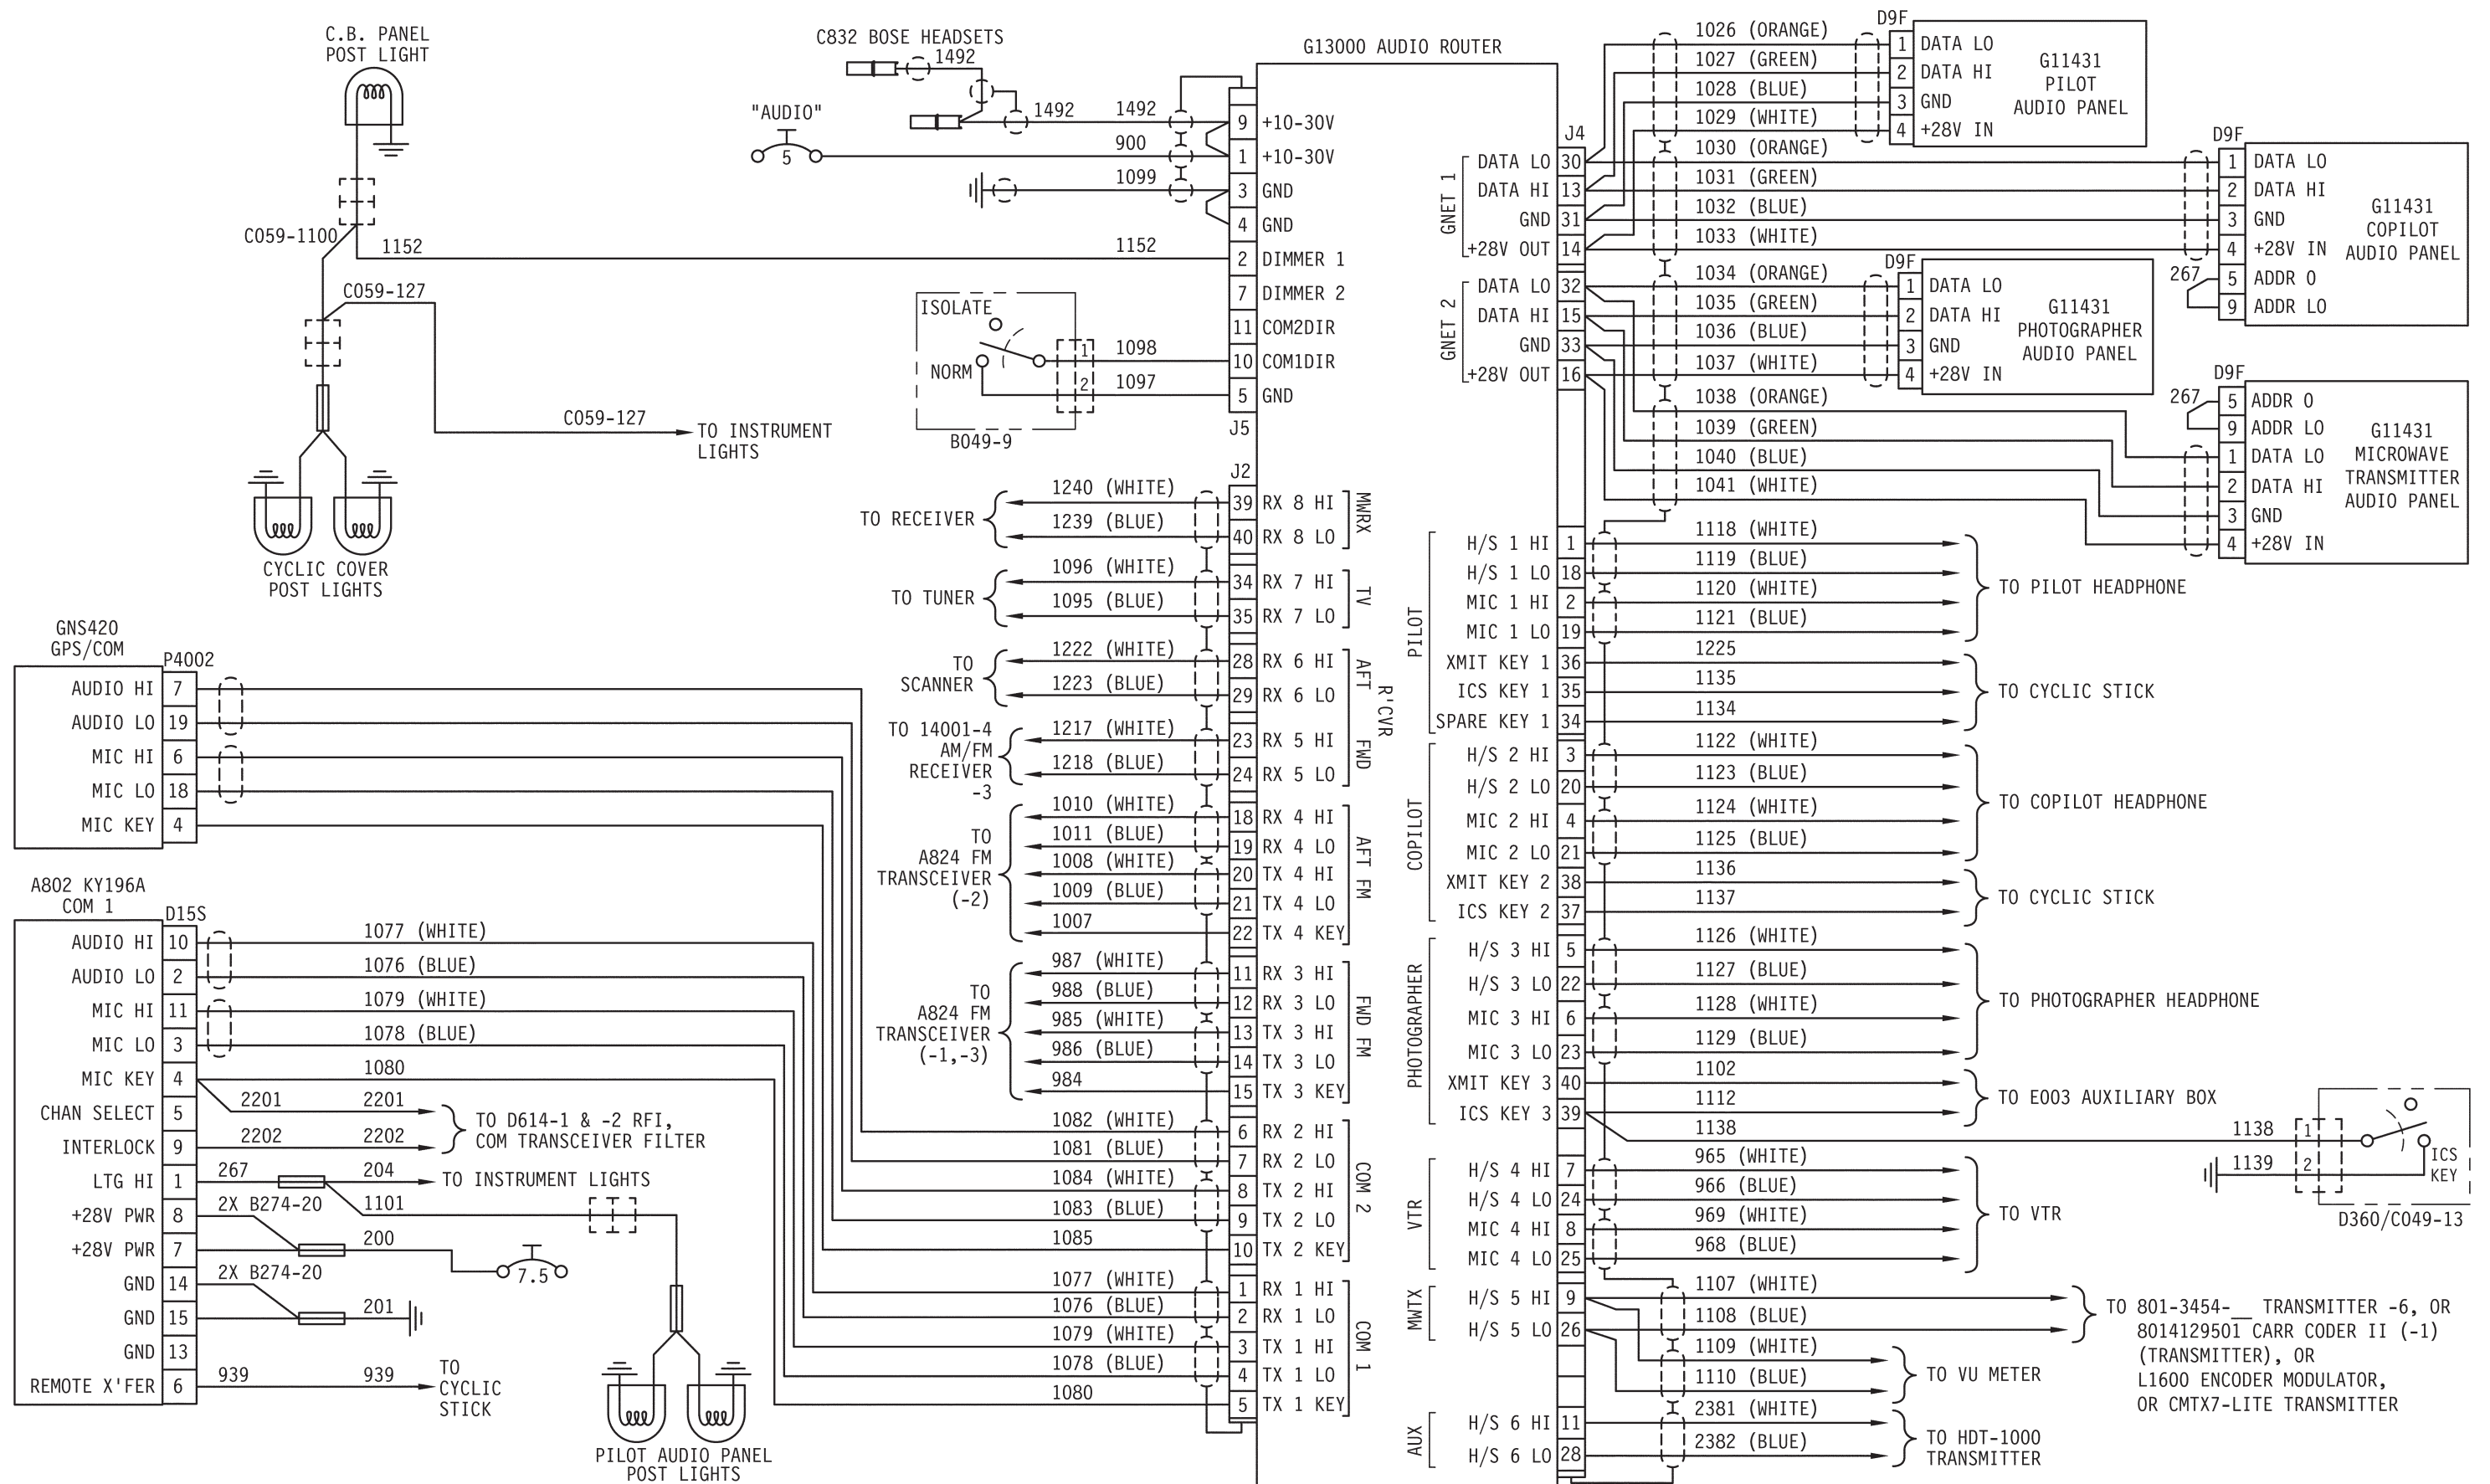 C.B. PANEL
POST LIGHT
C059-1100
1152
1152
C059-127
C059-127
TO INSTRUMENT
LIGHTS
CYCLIC COVER
POST LIGHTS
C832 BOSE HEADSETS
1492
1492
1492
"AUDIO"
5
900
1099
ISOLATE
NORM
1
2
1098
1097
B049-9
G13000 AUDIO ROUTER
9 +10-30V
1 +10-30V
3 GND
4 GND
2 DIMMER 1
7 DIMMER 2
11 COM2DIR
10 COM1DIR
5 GND
J5
J2
TO RECEIVER
1240 (WHITE) 39 RX 8 HI
1239 (BLUE) 40 RX 8 LO
MWRX
TO TUNER
1096 (WHITE) 34 RX 7 HI
1095 (BLUE) 35 RX 7 LO
TV
TO
SCANNER
1222 (WHITE) 28 RX 6 HI
1223 (BLUE) 29 RX 6 LO
AFT
R'CVR
TO 14001-4
AM/FM
RECEIVER
-3
1217 (WHITE) 23 RX 5 HI
1218 (BLUE) 24 RX 5 LO
FWD
TO
A824 FM
TRANSCEIVER
(-2)
1010 (WHITE) 18 RX 4 HI
1011 (BLUE) 19 RX 4 LO
1008 (WHITE) 20 TX 4 HI
1009 (BLUE) 21 TX 4 LO
1007 22 TX 4 KEY
AFT FM
TO
A824 FM
TRANSCEIVER
(-1,-3)
987 (WHITE) 11 RX 3 HI
988 (BLUE) 12 RX 3 LO
985 (WHITE) 13 TX 3 HI
986 (BLUE) 14 TX 3 LO
984 15 TX 3 KEY
FWD FM
1082 (WHITE) 6 RX 2 HI
1081 (BLUE) 7 RX 2 LO
1084 (WHITE) 8 TX 2 HI
1083 (BLUE) 9 TX 2 LO
1085 10 TX 2 KEY
COM 2
1077 (WHITE) 1 RX 1 HI
1076 (BLUE) 2 RX 1 LO
1079 (WHITE) 3 TX 1 HI
1078 (BLUE) 4 TX 1 LO
1080 5 TX 1 KEY
COM 1
GNS420
GPS/COM
P4002
AUDIO HI 7
AUDIO LO 19
MIC HI 6
MIC LO 18
MIC KEY 4
A802 KY196A
COM 1
D15S
AUDIO HI 10 1077 (WHITE)
AUDIO LO 2 1076 (BLUE)
MIC HI 11 1079 (WHITE)
MIC LO 3 1078 (BLUE)
MIC KEY 4 1080
CHAN SELECT 5 2201 2201
INTERLOCK 9 2202 2202
TO D614-1 & -2 RFI,
COM TRANSCEIVER FILTER
LTG HI 1 267 204 TO INSTRUMENT LIGHTS
1101
+28V PWR 8 2X B274-20
+28V PWR 7 200
7.5
GND 14 2X B274-20
GND 15 201
GND 13
REMOTE X'FER 6 939 939
TO
CYCLIC
STICK
PILOT AUDIO PANEL
POST LIGHTS
J4
GNET 1
DATA LO 30
DATA HI 13
GND 31
+28V OUT 14
GNET 2
DATA LO 32
DATA HI 15
GND 33
+28V OUT 16
1026 (ORANGE)
1027 (GREEN)
1028 (BLUE)
1029 (WHITE)
1030 (ORANGE)
1031 (GREEN)
1032 (BLUE)
1033 (WHITE)
1034 (ORANGE)
1035 (GREEN)
1036 (BLUE)
1037 (WHITE)
1038 (ORANGE)
1039 (GREEN)
1040 (BLUE)
1041 (WHITE)
D9F
1 DATA LO
2 DATA HI
3 GND
4 +28V IN
G11431
PILOT
AUDIO PANEL
D9F
1 DATA LO
2 DATA HI
3 GND
4 +28V IN
267
5 ADDR 0
9 ADDR LO
G11431
COPILOT
AUDIO PANEL
D9F
1 DATA LO
2 DATA HI
3 GND
4 +28V IN
G11431
PHOTOGRAPHER
AUDIO PANEL
D9F
267
5 ADDR 0
9 ADDR LO
1 DATA LO
2 DATA HI
3 GND
4 +28V IN
G11431
MICROWAVE
TRANSMITTER
AUDIO PANEL
PILOT
H/S 1 HI 1 1118 (WHITE)
H/S 1 LO 18 1119 (BLUE)
MIC 1 HI 2 1120 (WHITE)
MIC 1 LO 19 1121 (BLUE)
TO PILOT HEADPHONE
XMIT KEY 1 36 1225
ICS KEY 1 35 1135
SPARE KEY 1 34 1134
TO CYCLIC STICK
COPILOT
H/S 2 HI 3 1122 (WHITE)
H/S 2 LO 20 1123 (BLUE)
MIC 2 HI 4 1124 (WHITE)
MIC 2 LO 21 1125 (BLUE)
TO COPILOT HEADPHONE
XMIT KEY 2 38 1136
ICS KEY 2 37 1137
TO CYCLIC STICK
PHOTOGRAPHER
H/S 3 HI 5 1126 (WHITE)
H/S 3 LO 22 1127 (BLUE)
MIC 3 HI 6 1128 (WHITE)
MIC 3 LO 23 1129 (BLUE)
TO PHOTOGRAPHER HEADPHONE
XMIT KEY 3 40 1102
ICS KEY 3 39 1112
TO E003 AUXILIARY BOX
1138
1138 1
1139 2
ICS
KEY
D360/C049-13
VTR
H/S 4 HI 7 965 (WHITE)
H/S 4 LO 24 966 (BLUE)
MIC 4 HI 8 969 (WHITE)
MIC 4 LO 25 968 (BLUE)
TO VTR
MWTX
H/S 5 HI 9 1107 (WHITE)
H/S 5 LO 26 1108 (BLUE)
TO 801-3454-__ TRANSMITTER -6, OR
8014129501 CARR CODER II (-1)
(TRANSMITTER), OR
L1600 ENCODER MODULATOR,
OR CMTX7-LITE TRANSMITTER
1109 (WHITE)
1110 (BLUE)
TO VU METER
AUX
H/S 6 HI 11 2381 (WHITE)
H/S 6 LO 28 2382 (BLUE)
TO HDT-1000
TRANSMITTER